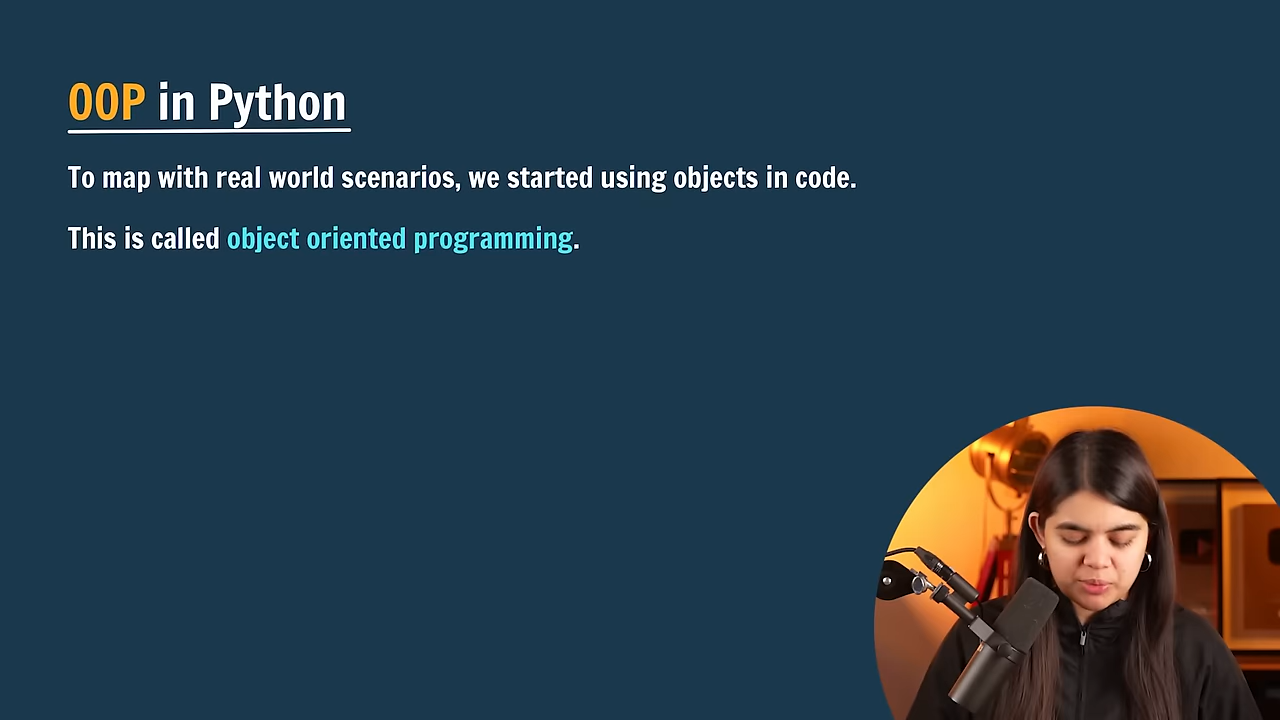 OOP in Python
To map with real world scenarios, we started using objects in code.
This is called object oriented programming.